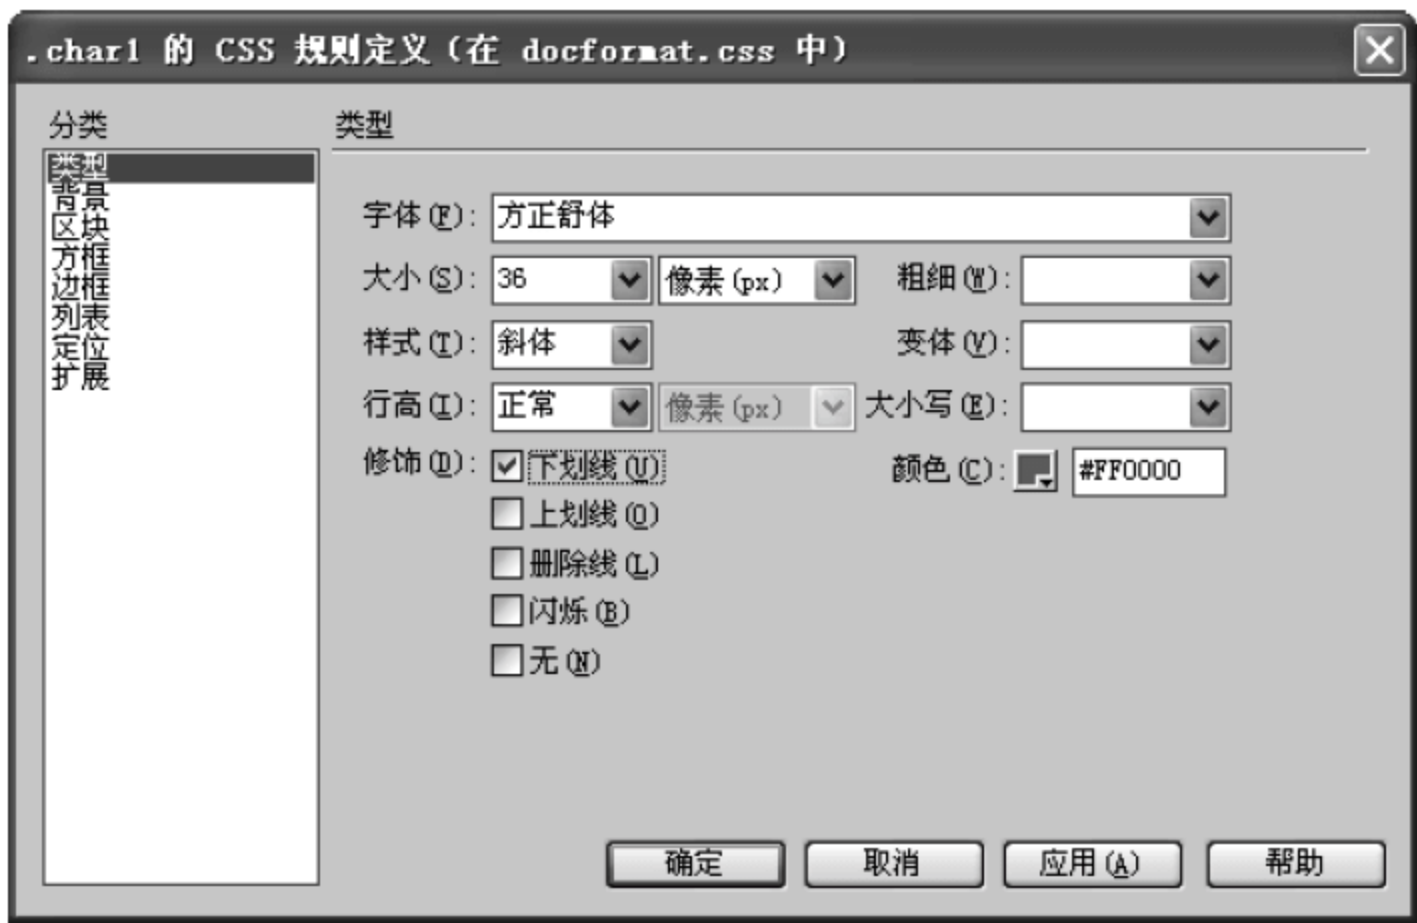 .char1 的 CSS 规则定义（在 docformat.css 中）
分类
类型
背景
区块
方框
边框
列表
定位
扩展
类型
字体(F): 方正舒体
大小(S): 36 像素(px) 粗细(W):
样式(T): 斜体 变体(V):
行高(I): 正常 像素(px) 大小写(E):
修饰(D): 下划线(U) 颜色(C): #FF0000
上划线(O)
删除线(L)
闪烁(B)
无(N)
确定 取消 应用(A) 帮助